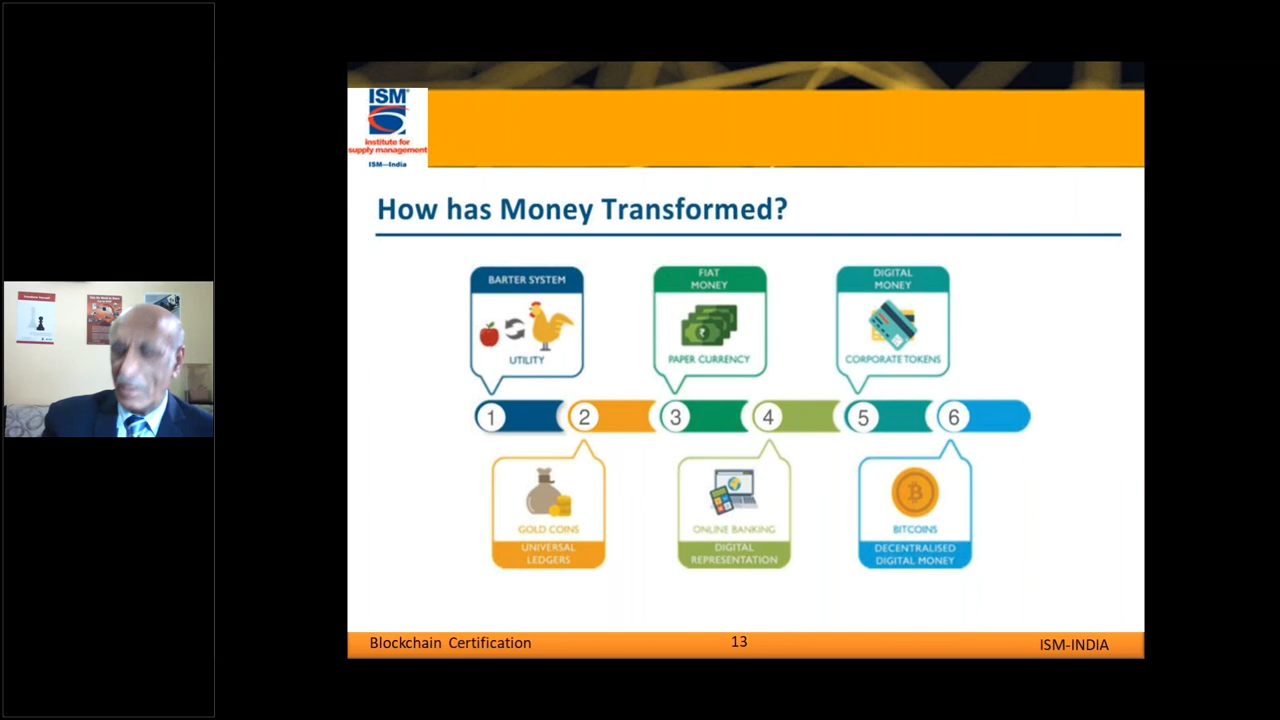 ISM®
institute for
supply management
ISM—India
How has Money Transformed?
BARTER SYSTEM
UTILITY
FIAT
MONEY
₹
PAPER CURRENCY
DIGITAL
MONEY
CORPORATE TOKENS
1
2
3
4
5
6
GOLD COINS
UNIVERSAL
LEDGERS
ONLINE BANKING
DIGITAL
REPRESENTATION
BITCOINS
DECENTRALISED
DIGITAL MONEY
Blockchain Certification
13
ISM-INDIA